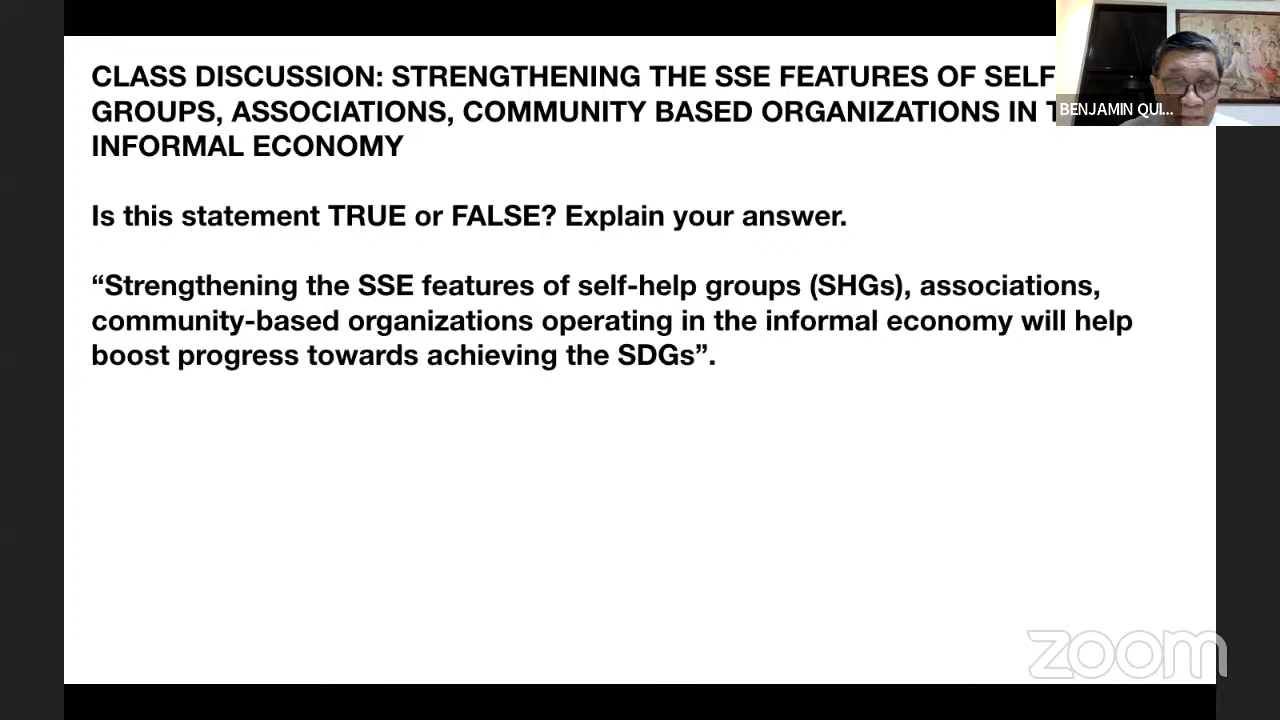 CLASS DISCUSSION: STRENGTHENING THE SSE FEATURES OF SELF
GROUPS, ASSOCIATIONS, COMMUNITY BASED ORGANIZATIONS IN T
INFORMAL ECONOMY
Is this statement TRUE or FALSE? Explain your answer.
“Strengthening the SSE features of self-help groups (SHGs), associations,
community-based organizations operating in the informal economy will help
boost progress towards achieving the SDGs”.
BENJAMIN QUI...
zoom